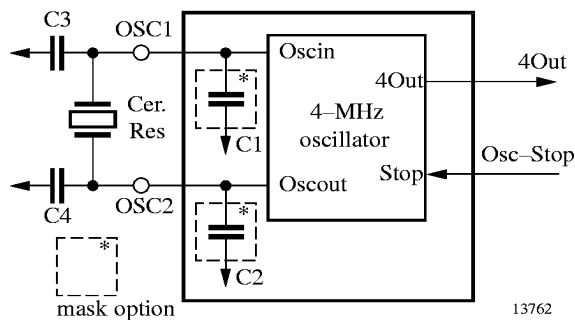 C3
OSC1
Oscin
*
4Out
4Out
Cer.
Res
4–MHz
oscillator
C1
Osc–Stop
Stop
Oscout
C4
OSC2
*
*
C2
mask option
13762